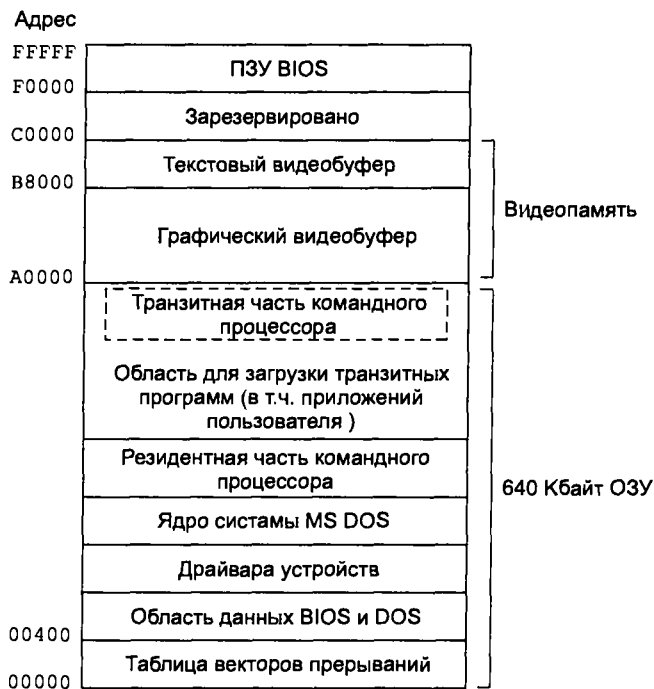 Адрес
FFFFF
ПЗУ BIOS
F0000
Зарезервировано
C0000
Текстовый видеобуфер
B8000
Видеопамять
Графический видеобуфер
A0000
Транзитная часть командного
процессора
Область для загрузки транзитных
программ (в т.ч. приложений
пользователя )
Резидентная часть командного
процессора
640 Кбайт ОЗУ
Ядро систамы MS DOS
Драйвара устройств
Область данных BIOS и DOS
00400
Таблица векторов прерываний
00000